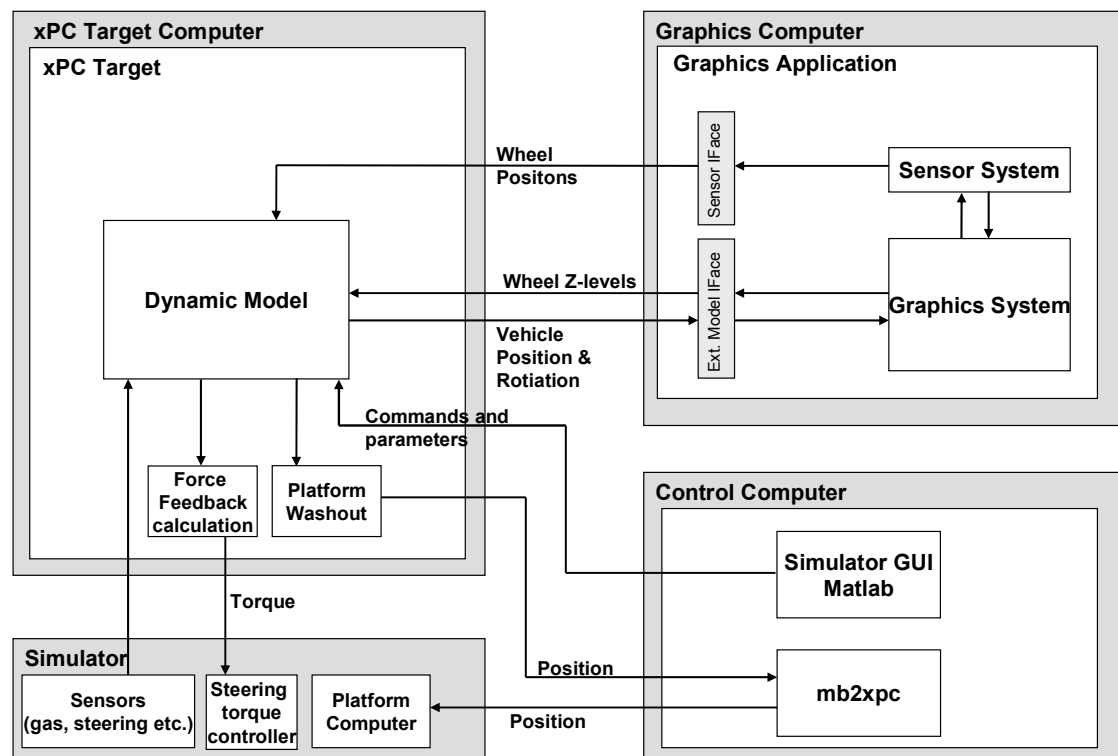 xPC Target Computer
xPC Target
Dynamic Model
Force
Feedback
calculation
Platform
Washout
Wheel
Positons
Wheel Z-levels
Vehicle
Position &
Rotiation
Commands and
parameters
Graphics Computer
Graphics Application
Sensor IFace
Sensor System
Ext. Model IFace
Graphics System
Control Computer
Simulator GUI
Matlab
mb2xpc
Torque
Position
Position
Simulator
Sensors
(gas, steering etc.)
Steering
torque
controller
Platform
Computer